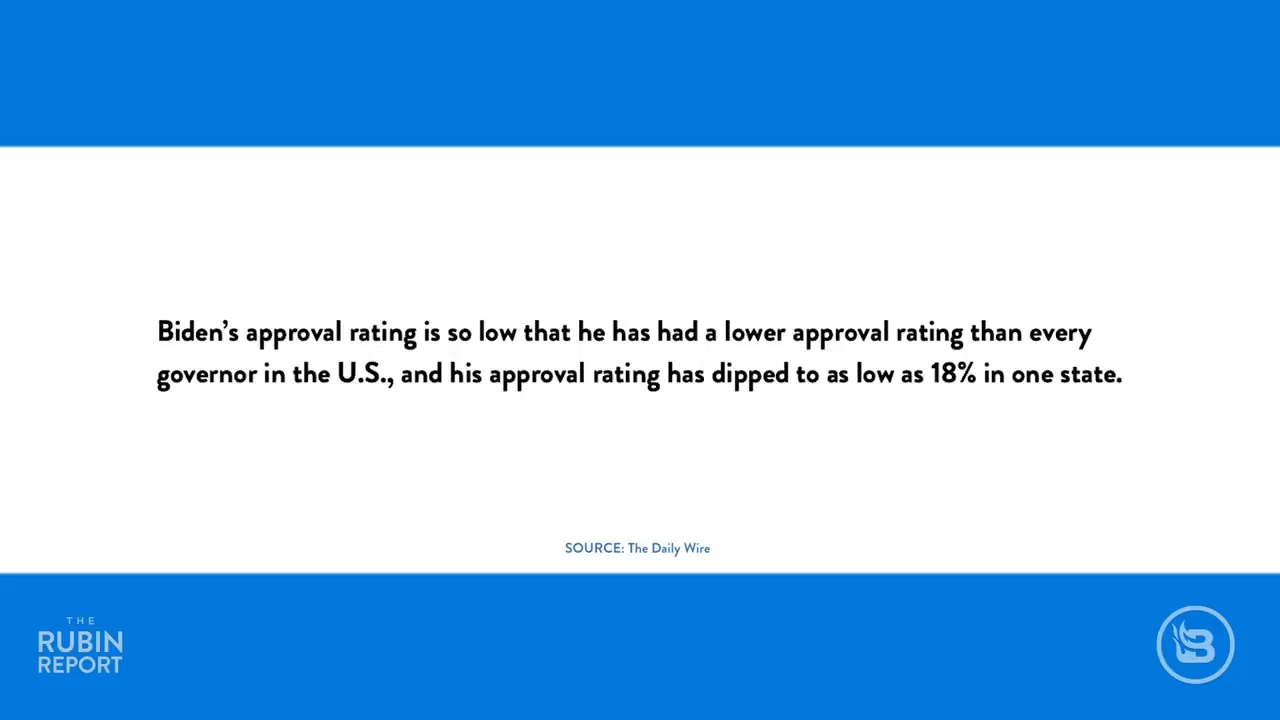 Biden’s approval rating is so low that he has had a lower approval rating than every
governor in the U.S., and his approval rating has dipped to as low as 18% in one state.
SOURCE: The Daily Wire
THE
RUBIN
REPORT
B